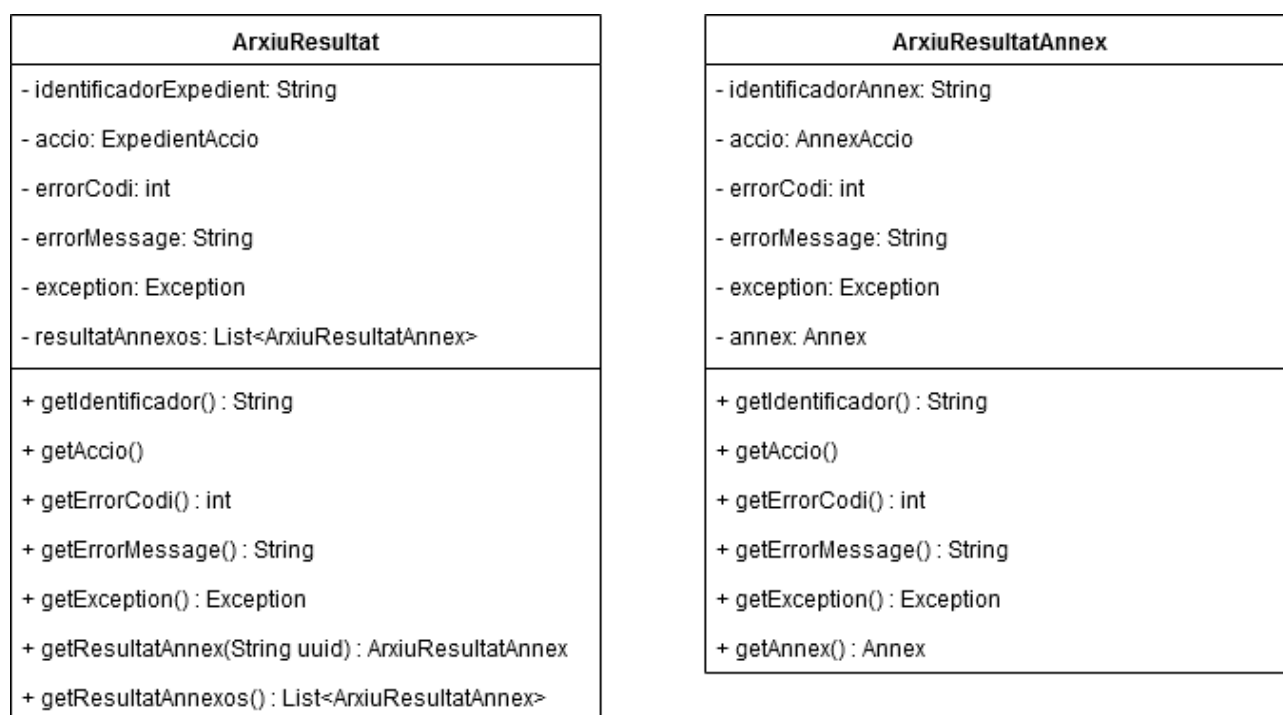 ArxiuResultat
- identificadorExpedient: String
- accio: ExpedientAccio
- errorCodi: int
- errorMessage: String
- exception: Exception
- resultatAnnexos: List<ArxiuResultatAnnex>
+ getIdentificador() : String
+ getAccio()
+ getErrorCodi() : int
+ getErrorMessage() : String
+ getException() : Exception
+ getResultatAnnex(String uuid) : ArxiuResultatAnnex
+ getResultatAnnexos() : List<ArxiuResultatAnnex>
ArxiuResultatAnnex
- identificadorAnnex: String
- accio: AnnexAccio
- errorCodi: int
- errorMessage: String
- exception: Exception
- annex: Annex
+ getIdentificador() : String
+ getAccio()
+ getErrorCodi() : int
+ getErrorMessage() : String
+ getException() : Exception
+ getAnnex() : Annex